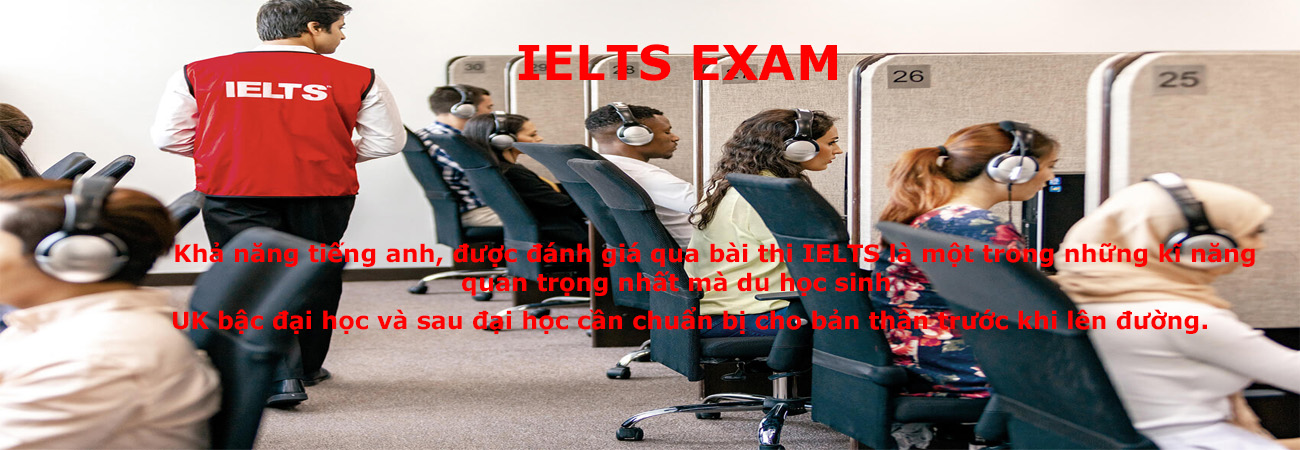 IELTS EXAM
30
29
28
27
26
25
IELTS
Khả năng tiếng anh, được đánh giá qua bài thi IELTS là một trong những kĩ năng
quan trọng nhất mà du học sinh
UK bậc đại học và sau đại học cần chuẩn bị cho bản thân trước khi lên đường.